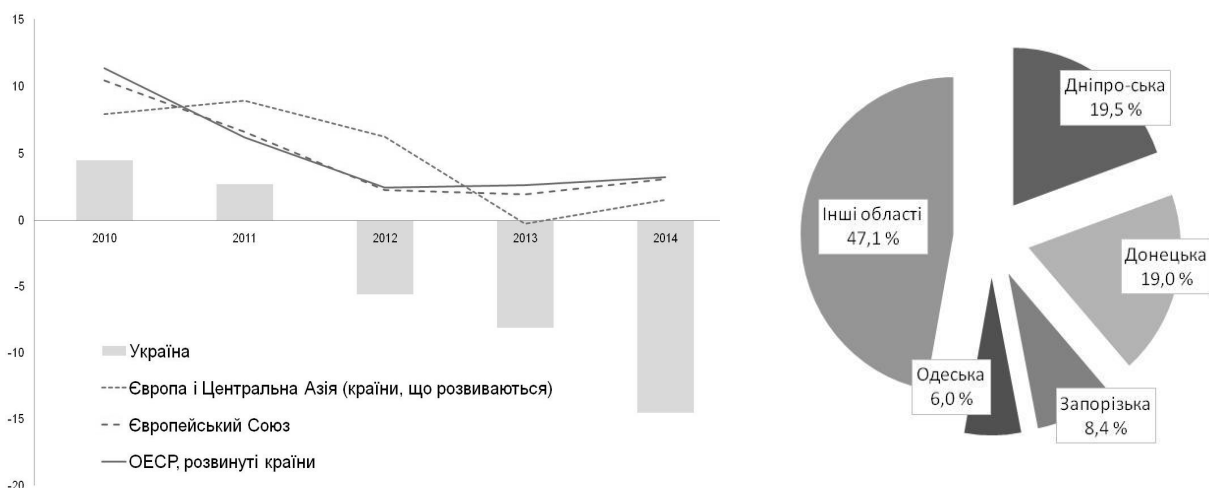 15
10
5
0
-5
-10
-15
-20
2010
2011
2012
2013
2014
Україна
Європа і Центральна Азія (країни, що розвиваються)
Європейський Союз
ОЕСР, розвинуті країни
Дніпро-ська
19,5 %
Донецька
19,0 %
Запорізька
8,4 %
Одеська
6,0 %
Інші області
47,1 %